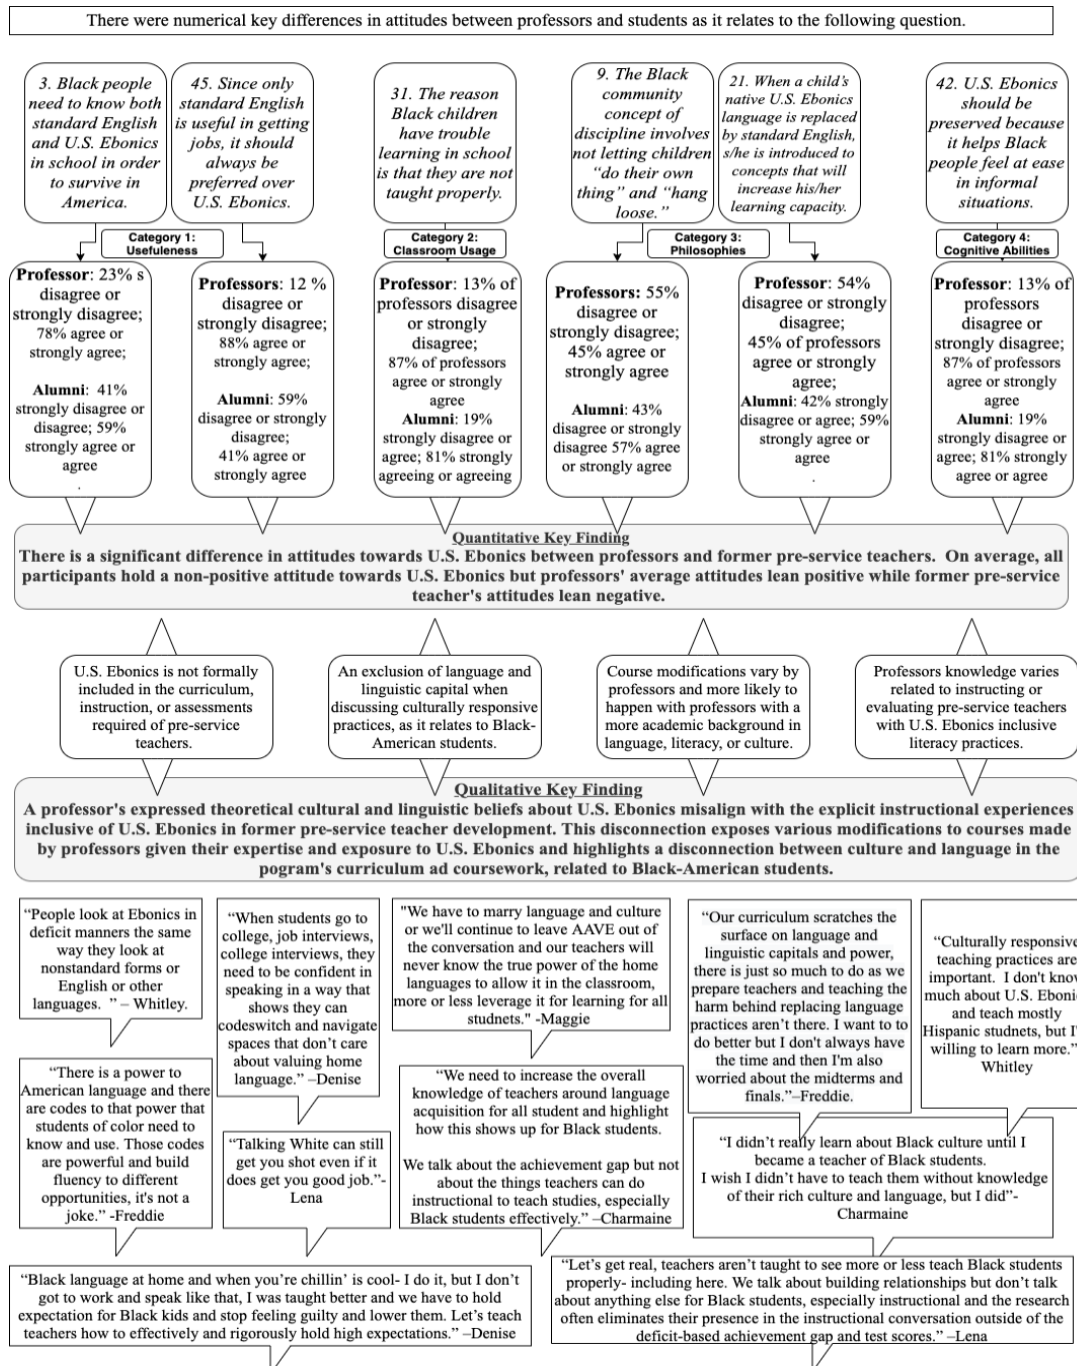 There were numerical key differences in attitudes between professors and students as it relates to the following question.
3. Black people
need to know both
standard English
and U.S. Ebonics
in school in order
to survive in
America.
45. Since only
standard English
is useful in getting
jobs, it should
always be
preferred over
U.S. Ebonics.
31. The reason
Black children
have trouble
learning in school
is that they are not
taught properly.
9. The Black
community
concept of
discipline involves
not letting children
“do their own
thing” and “hang
loose.”
21. When a child's
native U.S. Ebonics
language is replaced
by standard English,
s/he is introduced to
concepts that will
increase his/her
learning capacity.
42. U.S. Ebonics
should be
preserved because
it helps Black
people feel at ease
in informal
situations.
Category 1:
Usefuleness
Category 2:
Classroom Usage
Category 3:
Philosophies
Category 4:
Cognitive Abilities
Professor: 23% s
disagree or
strongly disagree;
78% agree or
strongly agree;
Alumni: 41%
strongly disagree or
disagree; 59%
strongly agree or
agree
.
Professors: 12 %
disagree or
strongly disagree;
88% agree or
strongly agree;
Alumni: 59%
disagree or strongly
disagree;
41% agree or
strongly agree
Professor: 13% of
professors disagree
or strongly
disagree;
87% of professors
agree or strongly
agree
Alumni: 19%
strongly disagree or
agree; 81% strongly
agreeing or agreeing
Professors: 55%
disagree or
strongly disagree;
45% agree or
strongly agree
Alumni: 43%
disagree or strongly
disagree 57% agree
or strongly agree
Professor: 54%
disagree or strongly
disagree;
45% of professors
agree or strongly
agree;
Alumni: 42% strongly
disagree or agree; 59%
strongly agree or
agree
.
Professor: 13% of
professors
disagree or
strongly disagree;
87% of professors
agree or strongly
agree
Alumni: 19%
strongly disagree or
agree; 81% strongly
agree or agree
Quantitative Key Finding
There is a significant difference in attitudes towards U.S. Ebonics between professors and former pre-service teachers. On average, all
participants hold a non-positive attitude towards U.S. Ebonics but professors' average attitudes lean positive while former pre-service
teacher's attitudes lean negative.
U.S. Ebonics is not formally
included in the curriculum,
instruction, or assessments
required of pre-service
teachers.
An exclusion of language and
linguistic capital when
discussing culturally responsive
practices, as it relates to Black-
American students.
Course modifications vary by
professors and more likely to
happen with professors with a
more academic background in
language, literacy, or culture.
Professors knowledge varies
related to instructing or
evaluating pre-service teachers
with U.S. Ebonics inclusive
literacy practices.
Qualitative Key Finding
A professor's expressed theoretical cultural and linguistic beliefs about U.S. Ebonics misalign with the explicit instructional experiences
inclusive of U.S. Ebonics in former pre-service teacher development. This disconnection exposes various modifications to courses made
by professors given their expertise and exposure to U.S. Ebonics and highlights a disconnection between culture and language in the
pogram's curriculum ad coursework, related to Black-American students.
“People look at Ebonics in
deficit manners the same
way they look at
nonstandard forms or
English or other
languages. ” – Whitley.
“When students go to
college, job interviews,
college interviews, they
need to be confident in
speaking in a way that
shows they can
codeswitch and navigate
spaces that don’t care
about valuing home
language.” –Denise
"We have to marry language and culture
or we'll continue to leave AAVE out of
the conversation and our teachers will
never know the true power of the home
languages to allow it in the classroom,
more or less leverage it for learning for all
studnets." -Maggie
“Our curriculum scratches the
surface on language and
linguistic capitals and power,
there is just so much to do as we
prepare teachers and teaching the
harm behind replacing language
practices aren’t there. I want to to
do better but I don't always have
the time and then I'm also
worried about the midterms and
finals.”–Freddie.
“Culturally responsive
teaching practices are
important. I don't know
much about U.S.
and teach mostly
Hispanic studnets, but
willing to learn more.”
Whitley
“There is a power to
American language and there
are codes to that power that
students of color need to
know and use. Those codes
are powerful and build
fluency to different
opportunities, it's not a
joke.” -Freddie
“Talking White can still
get you shot even if it
does get you good job.”-
Lena
“We need to increase the overall
knowledge of teachers around language
acquisition for all student and highlight
how this shows up for Black students.
We talk about the achievement gap but not
about the things teachers can do
instructional to teach studies, especially
Black students effectively.” –Charmaine
“I didn’t really learn about Black culture until I
became a teacher of Black students.
I wish I didn’t have to teach them without knowledge
of their rich culture and language, but I did”-
Charmaine
“Black language at home and when you’re chillin’ is cool- I do it, but I don’t
got to work and speak like that, I was taught better and we have to hold
expectation for Black kids and stop feeling guilty and lower them. Let’s teach
teachers how to effectively and rigorously hold high expectations.” –Denise
“Let’s get real, teachers aren’t taught to see more or less teach Black students
properly- including here. We talk about building relationships but don’t talk
about anything else for Black students, especially instructional and the research
often eliminates their presence in the instructional conversation outside of the
deficit-based achievement gap and test scores.” –Lena